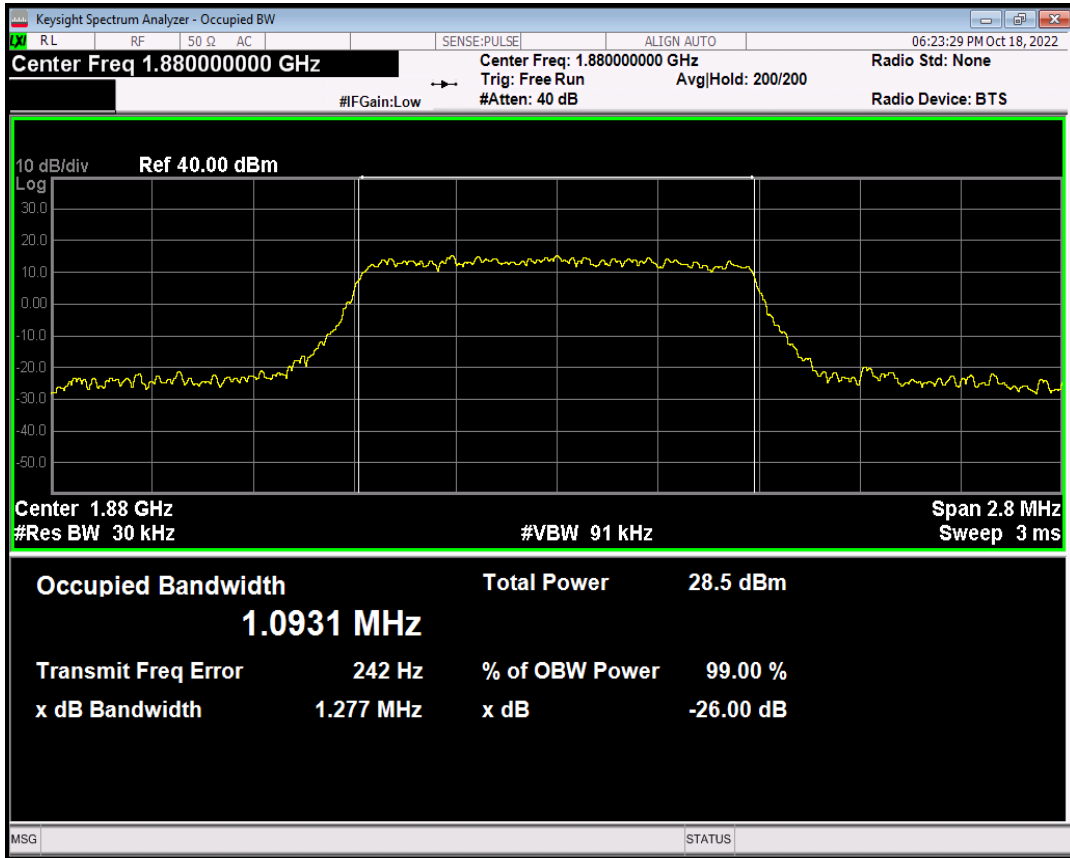 Keysight Spectrum Analyzer - Occupied BW
LXI RL RF 50 Ω AC SENSE:PULSE ALIGN AUTO 06:23:29 PM Oct 18, 2022
Center Freq 1.880000000 GHz
Center Freq: 1.880000000 GHz Radio Std: None
Trig: Free Run Avg|Hold: 200/200
#IFGain:Low #Atten: 40 dB Radio Device: BTS
10 dB/div Ref 40.00 dBm
Log
30.0
20.0
10.0
0.00
-10.0
-20.0
-30.0
-40.0
-50.0
Center 1.88 GHz Span 2.8 MHz
#Res BW 30 kHz #VBW 91 kHz Sweep 3 ms
Occupied Bandwidth Total Power 28.5 dBm
1.0931 MHz
Transmit Freq Error 242 Hz % of OBW Power 99.00 %
x dB Bandwidth 1.277 MHz x dB -26.00 dB
MSG STATUS